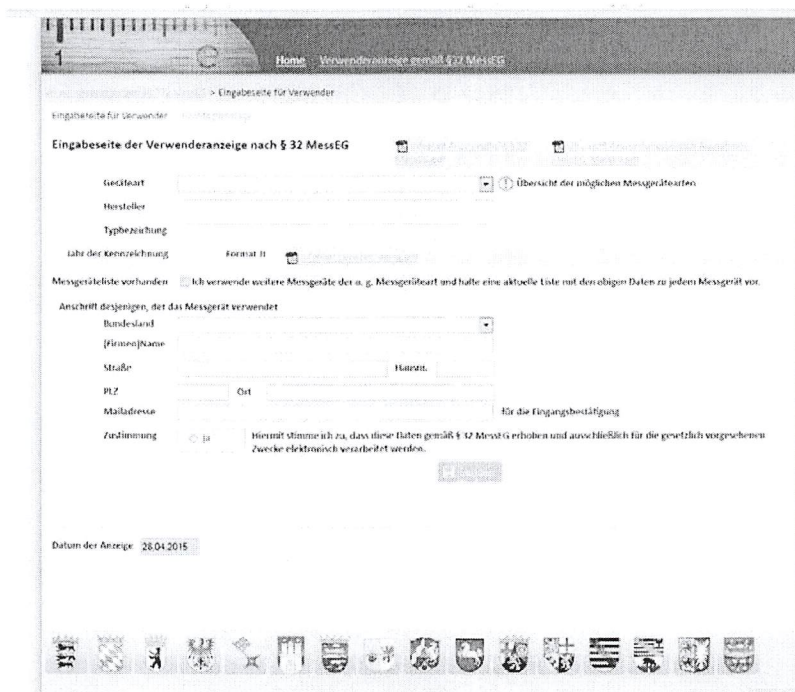 1
Home Verwenderanzeige gemäß §32 MessEG
> Eingabeseite für Verwender
Eingabeseite für Verwender
Eingabeseite der Verwenderanzeige nach § 32 MessEG
Geräteart
Übersicht der möglichen Messgerätearten
Hersteller
Typbezeichung
Jahr der Kennzeichnung Format JJ
Messgeräteliste vorhanden Ich verwende weitere Messgeräte der o. g. Messgeräteart und halte eine aktuelle Liste mit den obigen Daten zu jedem Messgerät vor.
Anschrift desjenigen, der das Messgerät verwendet
Bundesland
(Firmen)Name
Straße Hausnr.
PLZ Ort
Mailadresse für die Eingangsbestätigung
Zustimmung ja Hiermit stimme ich zu, dass diese Daten gemäß § 32 MessEG erhoben und ausschließlich für die gesetzlich vorgesehenen
Zwecke elektronisch verarbeitet werden.
Datum der Anzeige 28.04.2015